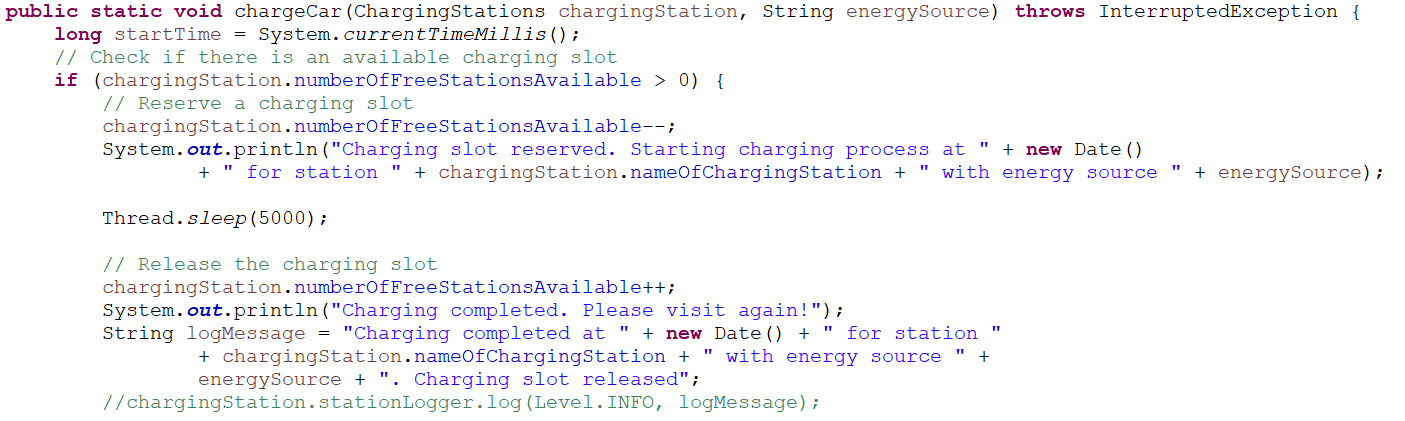 public static void chargeCar(ChargingStations chargingStation, String energySource) throws InterruptedException {
    long startTime = System.currentTimeMillis();
    // Check if there is an available charging slot
    if (chargingStation.numberOfFreeStationsAvailable > 0) {
        // Reserve a charging slot
        chargingStation.numberOfFreeStationsAvailable--;
        System.out.println("Charging slot reserved. Starting charging process at " + new Date()
                + " for station " + chargingStation.nameOfChargingStation + " with energy source " + energySource);
        Thread.sleep(5000);
        // Release the charging slot
        chargingStation.numberOfFreeStationsAvailable++;
        System.out.println("Charging completed. Please visit again!");
        String logMessage = "Charging completed at " + new Date() + " for station "
                + chargingStation.nameOfChargingStation + " with energy source " +
                energySource + ". Charging slot released";
        //chargingStation.stationLogger.log(Level.INFO, logMessage);